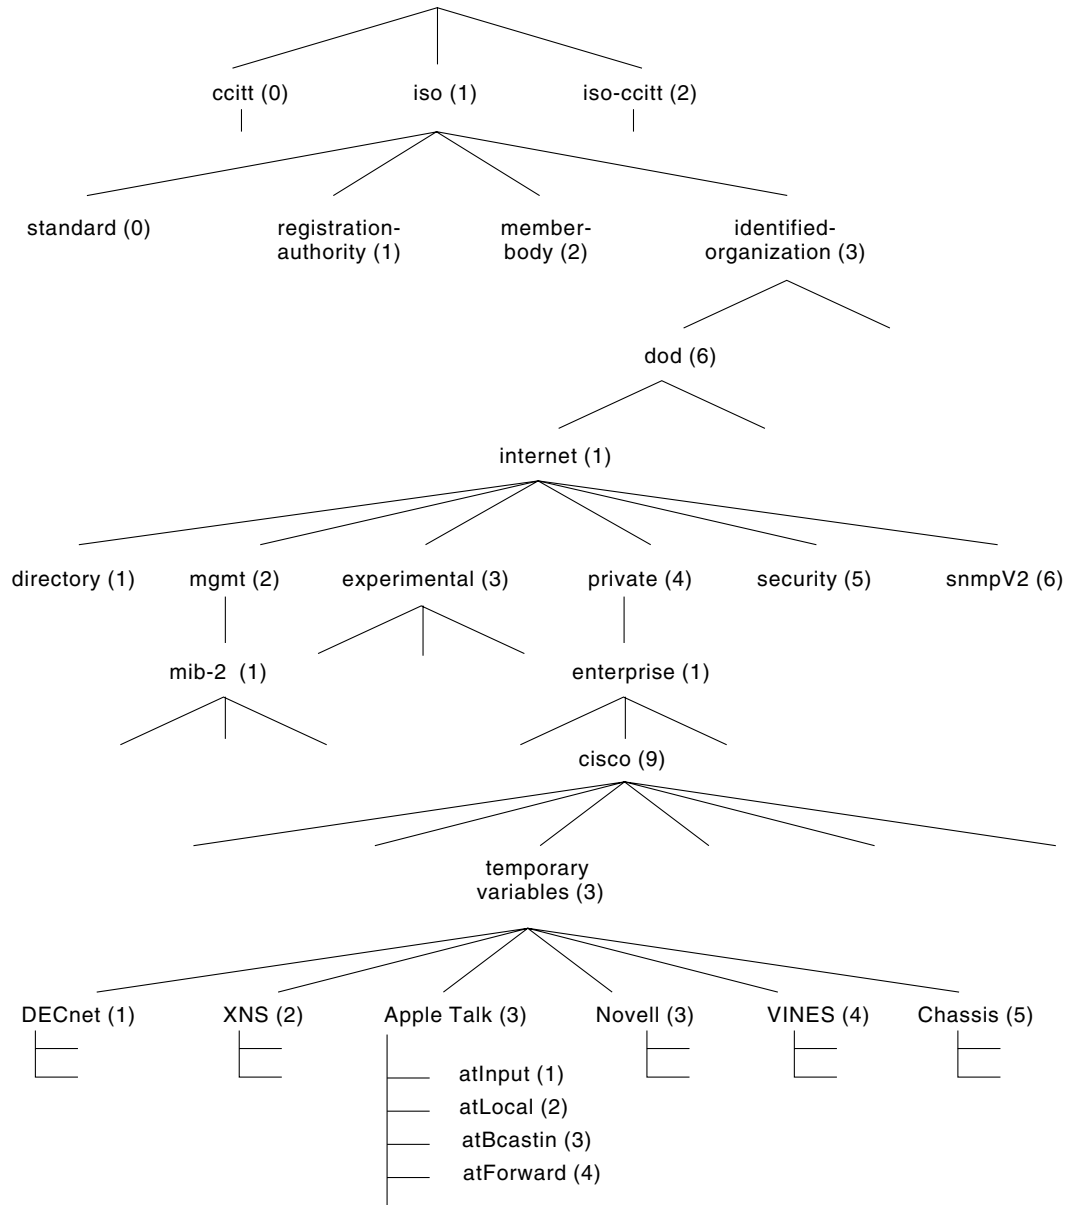 ccitt (0)
iso (1)
iso-ccitt (2)
standard (0)
registration-
authority (1)
member-
body (2)
identified-
organization (3)
dod (6)
internet (1)
directory (1)
mgmt (2)
experimental (3)
private (4)
security (5)
snmpV2 (6)
mib-2 (1)
enterprise (1)
cisco (9)
temporary
variables (3)
DECnet (1)
XNS (2)
Apple Talk (3)
Novell (3)
VINES (4)
Chassis (5)
atInput (1)
atLocal (2)
atBcastin (3)
atForward (4)